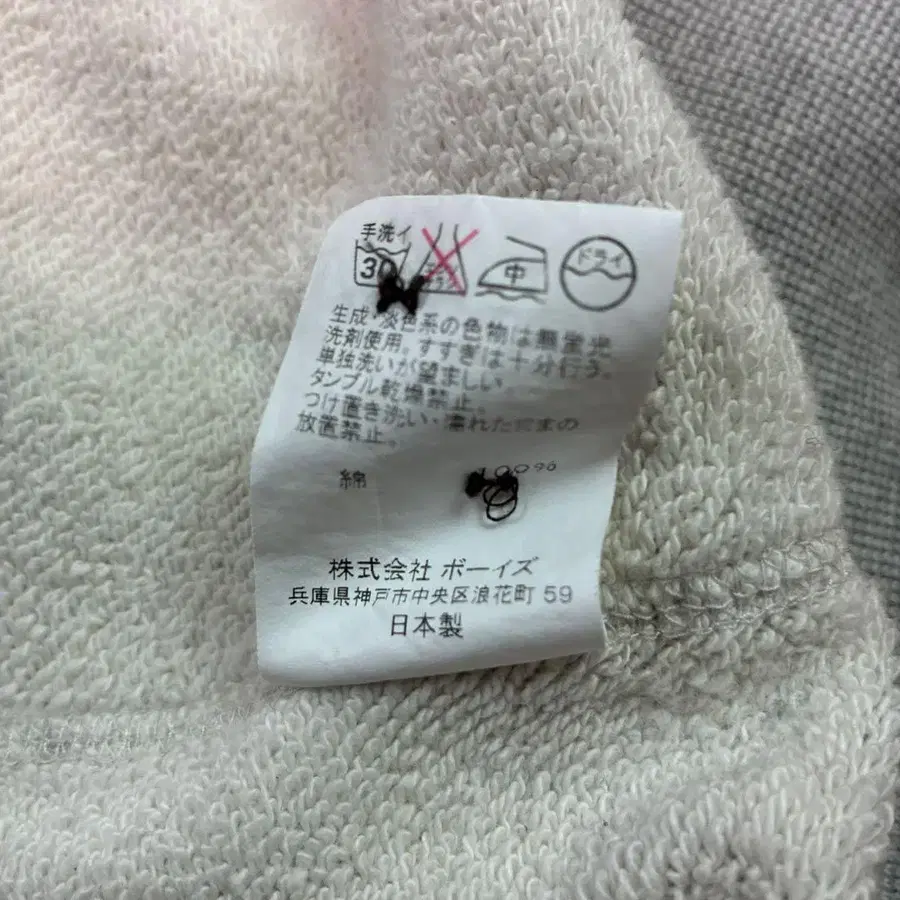 手洗イ
30 中 ドライ
生成・淡色系の色物は無蛍光
洗剤使用。すすぎは十分行う。
単独洗いが望ましい
タンブル乾燥禁止。
つけ置き洗い・濡れたままの
放置禁止。
綿 100%
株式会社 ボーイズ
兵庫県神戸市中央区浪花町 59
日本製